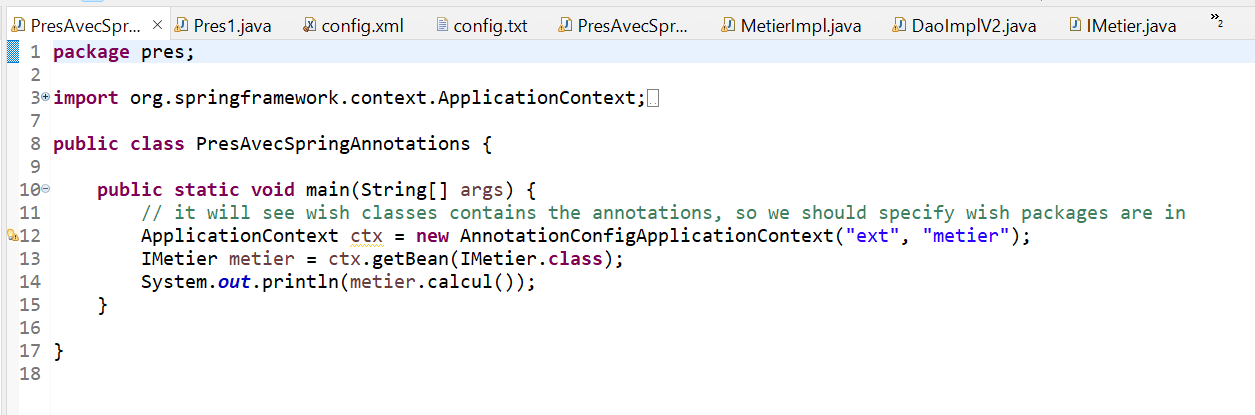 PresAvecSpr... Pres1.java config.xml config.txt PresAvecSpr... MetierImpl.java DaoImplV2.java IMetier.java »2
1 package pres;
2
3 import org.springframework.context.ApplicationContext;
7
8 public class PresAvecSpringAnnotations {
9
10 public static void main(String[] args) {
11 // it will see wish classes contains the annotations, so we should specify wish packages are in
12 ApplicationContext ctx = new AnnotationConfigApplicationContext("ext", "metier");
13 IMetier metier = ctx.getBean(IMetier.class);
14 System.out.println(metier.calcul());
15 }
16
17 }
18